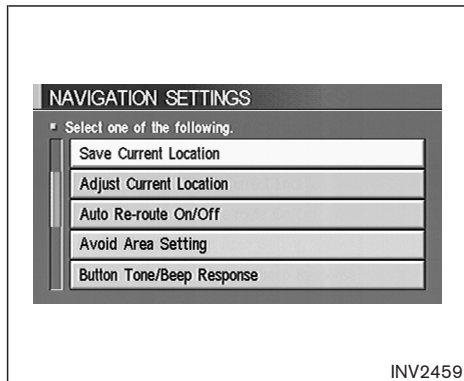 NAVIGATION SETTINGS
Select one of the following.
Save Current Location
Adjust Current Location
Auto Re-route On/Off
Avoid Area Setting
Button Tone/Beep Response
INV2459